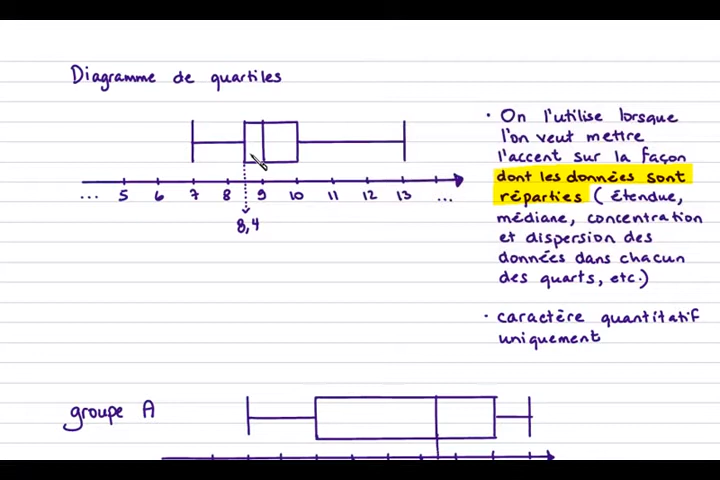 Diagramme de quartiles
... 5 6 7 8 9 10 11 12 13 ...
8,4
• On l'utilise lorsque
l'on veut mettre
l'accent sur la façon
dont les données sont
réparties (étendue,
médiane, concentration
et dispersion des
données dans chacun
des quarts, etc.)
• caractère quantitatif
uniquement
groupe A